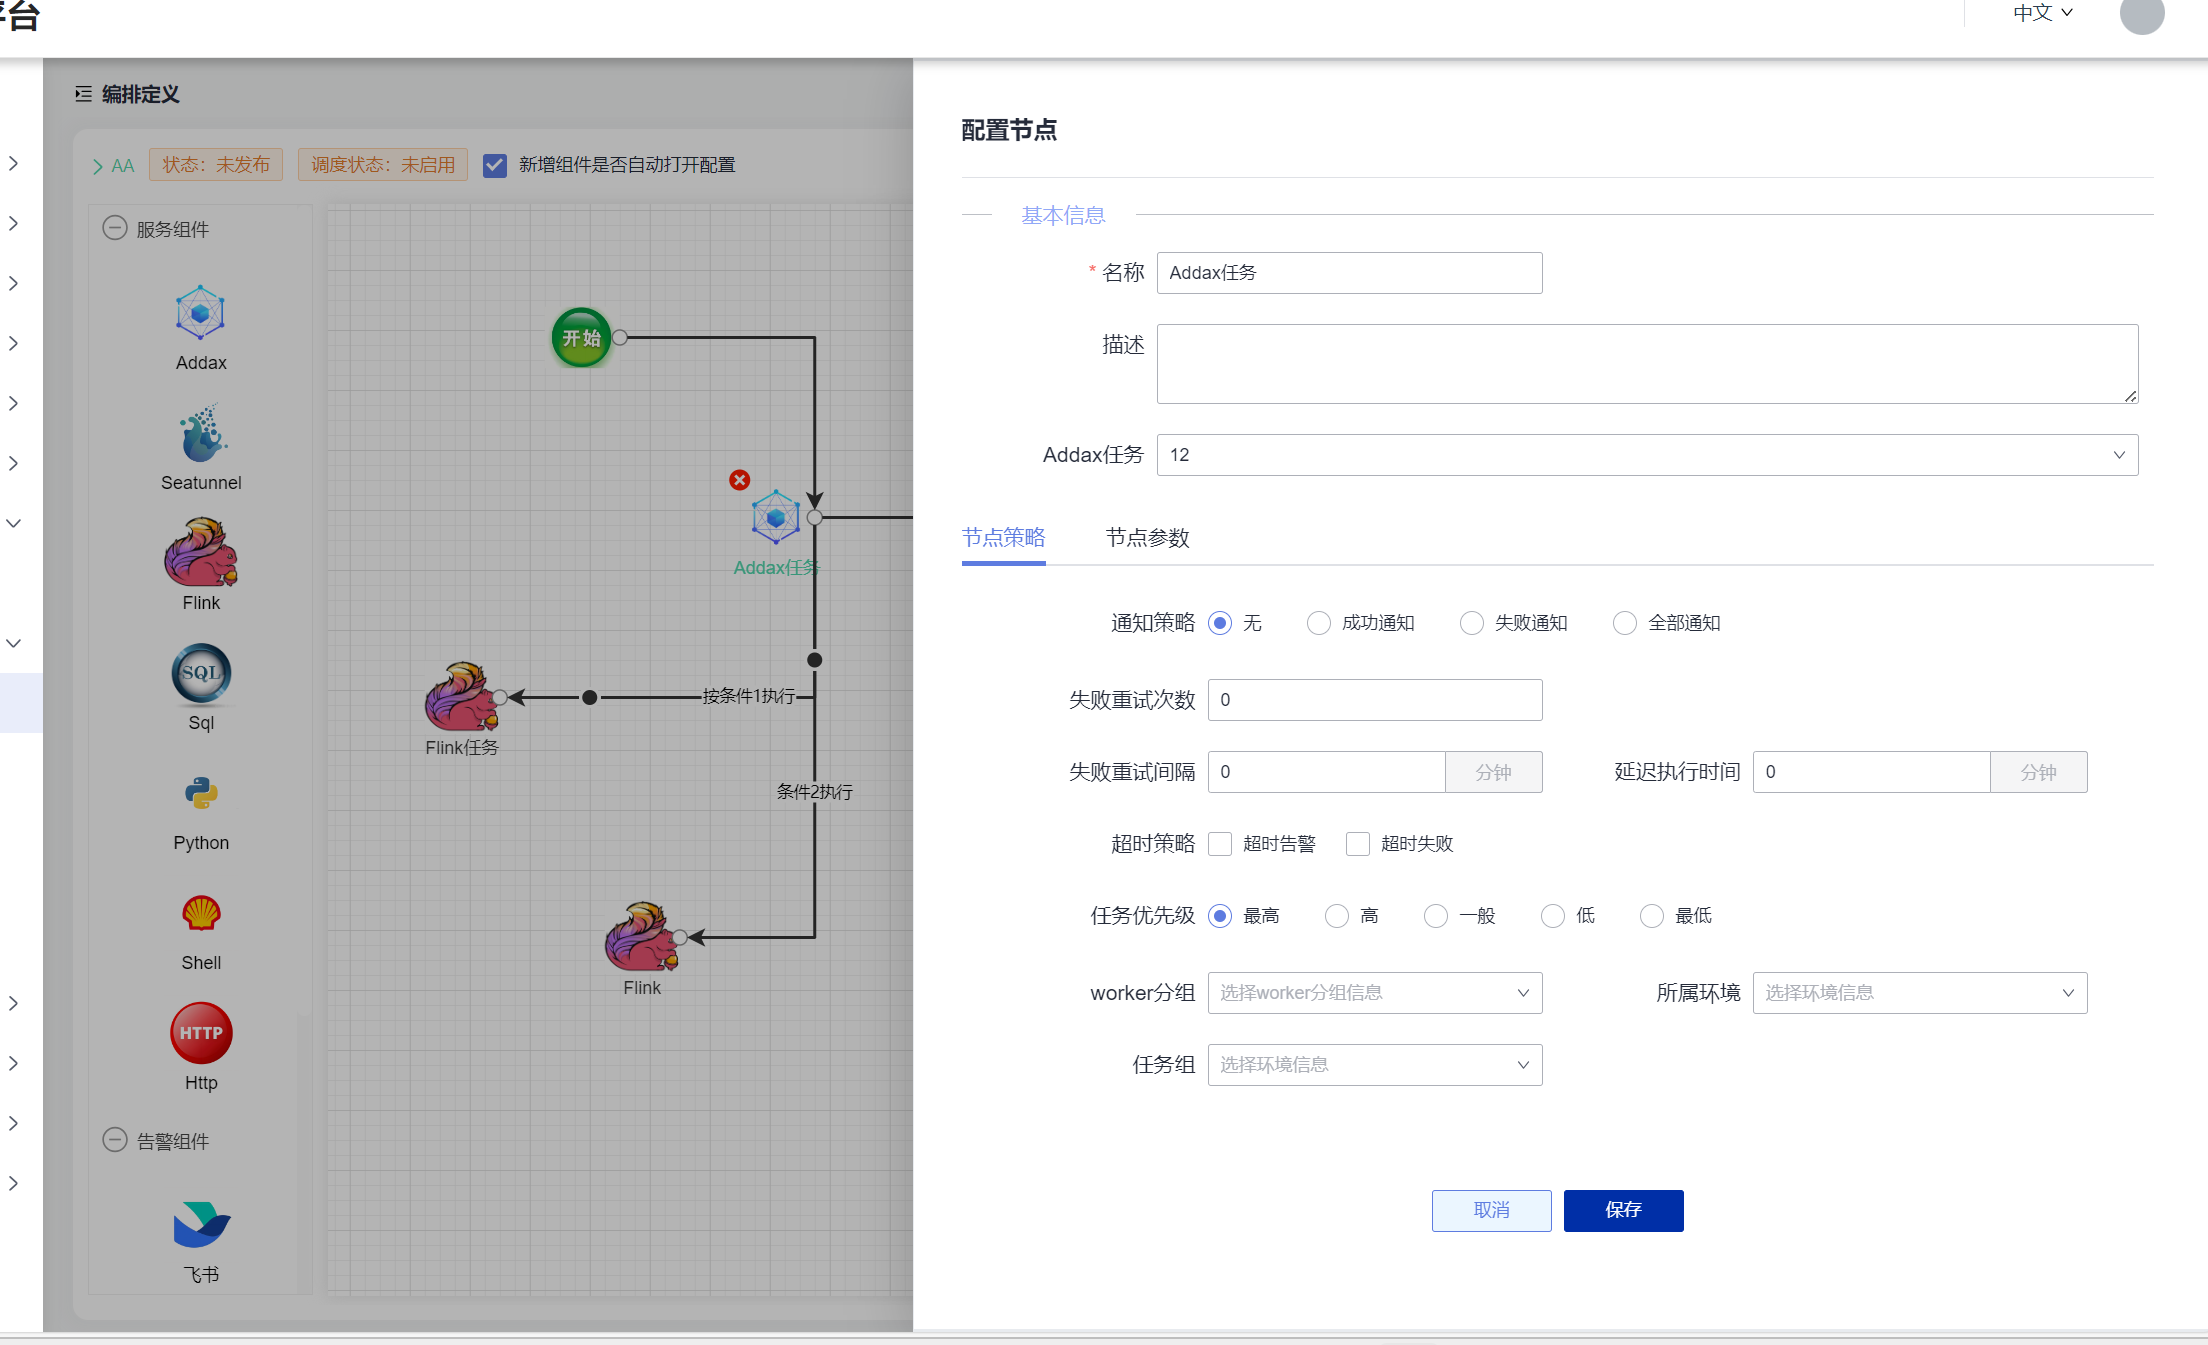 平台
中文
编排定义
AA 状态：未发布 调度状态：未启用 新增组件是否自动打开配置
服务组件
Addax
Seatunnel
Flink
SQL
Sql
Python
Shell
HTTP
Http
告警组件
飞书
开始
Addax任务
按条件1执行
Flink任务
条件2执行
Flink
配置节点
基本信息
* 名称 Addax任务
描述
Addax任务 12
节点策略 节点参数
通知策略 无 成功通知 失败通知 全部通知
失败重试次数 0
失败重试间隔 0 分钟 延迟执行时间 0 分钟
超时策略 超时告警 超时失败
任务优先级 最高 高 一般 低 最低
worker分组 选择worker分组信息 所属环境 选择环境信息
任务组 选择环境信息
取消 保存